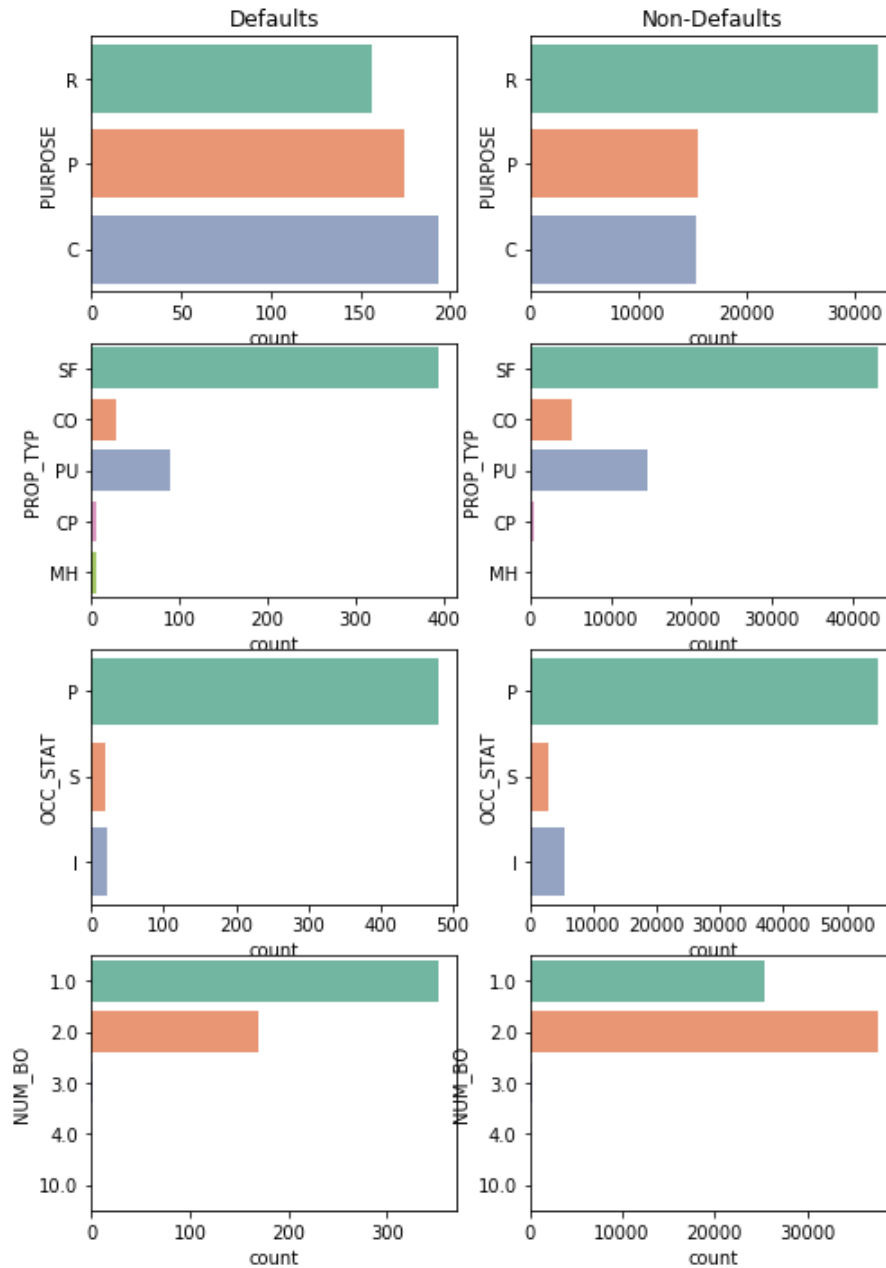 Defaults
Non-Defaults
PURPOSE
R
P
C
0 50 100 150 200
count
PURPOSE
R
P
C
0 10000 20000 30000
count
PROP_TYP
SF
CO
PU
CP
MH
0 100 200 300 400
count
PROP_TYP
SF
CO
PU
CP
MH
0 10000 20000 30000 40000
count
OCC_STAT
P
S
I
0 100 200 300 400 500
count
OCC_STAT
P
S
I
0 10000 20000 30000 40000 50000
count
NUM_BO
1.0
2.0
3.0
4.0
10.0
0 100 200 300
count
NUM_BO
1.0
2.0
3.0
4.0
10.0
0 10000 20000 30000
count